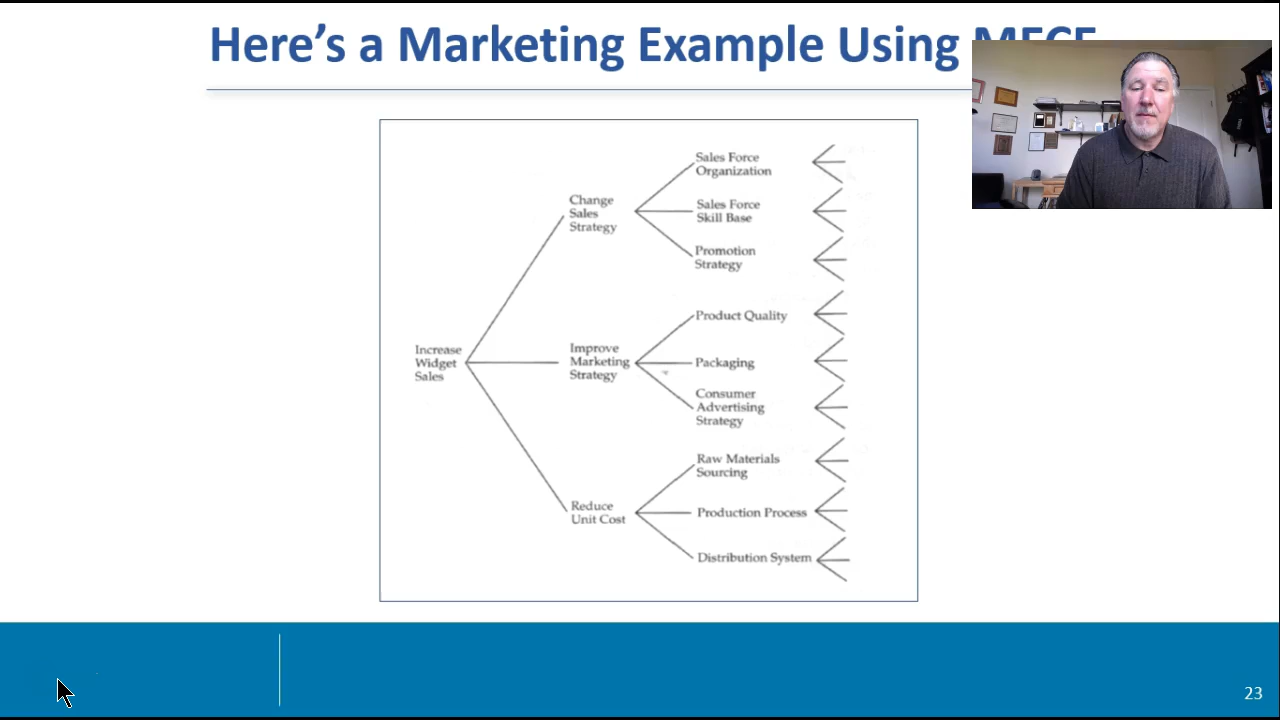 Here's a Marketing Example Using MECE
Sales Force
Organization
Change
Sales
Strategy
Sales Force
Skill Base
Promotion
Strategy
Product Quality
Increase
Widget
Sales
Improve
Marketing
Strategy
Packaging
Consumer
Advertising
Strategy
Raw Materials
Sourcing
Reduce
Unit Cost
Production Process
Distribution System
23